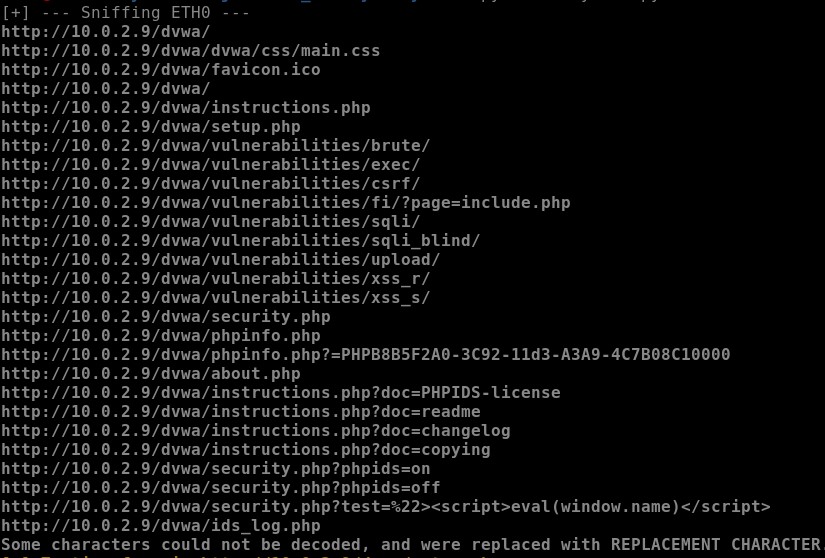 [+] --- Sniffing ETH0 ---
http://10.0.2.9/dvwa/
http://10.0.2.9/dvwa/dvwa/css/main.css
http://10.0.2.9/dvwa/favicon.ico
http://10.0.2.9/dvwa/
http://10.0.2.9/dvwa/instructions.php
http://10.0.2.9/dvwa/setup.php
http://10.0.2.9/dvwa/vulnerabilities/brute/
http://10.0.2.9/dvwa/vulnerabilities/exec/
http://10.0.2.9/dvwa/vulnerabilities/csrf/
http://10.0.2.9/dvwa/vulnerabilities/fi/?page=include.php
http://10.0.2.9/dvwa/vulnerabilities/sqli/
http://10.0.2.9/dvwa/vulnerabilities/sqli_blind/
http://10.0.2.9/dvwa/vulnerabilities/upload/
http://10.0.2.9/dvwa/vulnerabilities/xss_r/
http://10.0.2.9/dvwa/vulnerabilities/xss_s/
http://10.0.2.9/dvwa/security.php
http://10.0.2.9/dvwa/phpinfo.php
http://10.0.2.9/dvwa/phpinfo.php?=PHPB8B5F2A0-3C92-11d3-A3A9-4C7B08C10000
http://10.0.2.9/dvwa/about.php
http://10.0.2.9/dvwa/instructions.php?doc=PHPIDS-license
http://10.0.2.9/dvwa/instructions.php?doc=readme
http://10.0.2.9/dvwa/instructions.php?doc=changelog
http://10.0.2.9/dvwa/instructions.php?doc=copying
http://10.0.2.9/dvwa/security.php?phpids=on
http://10.0.2.9/dvwa/security.php?phpids=off
http://10.0.2.9/dvwa/security.php?test=%22><script>eval(window.name)</script>
http://10.0.2.9/dvwa/ids_log.php
Some characters could not be decoded, and were replaced with REPLACEMENT CHARACTER